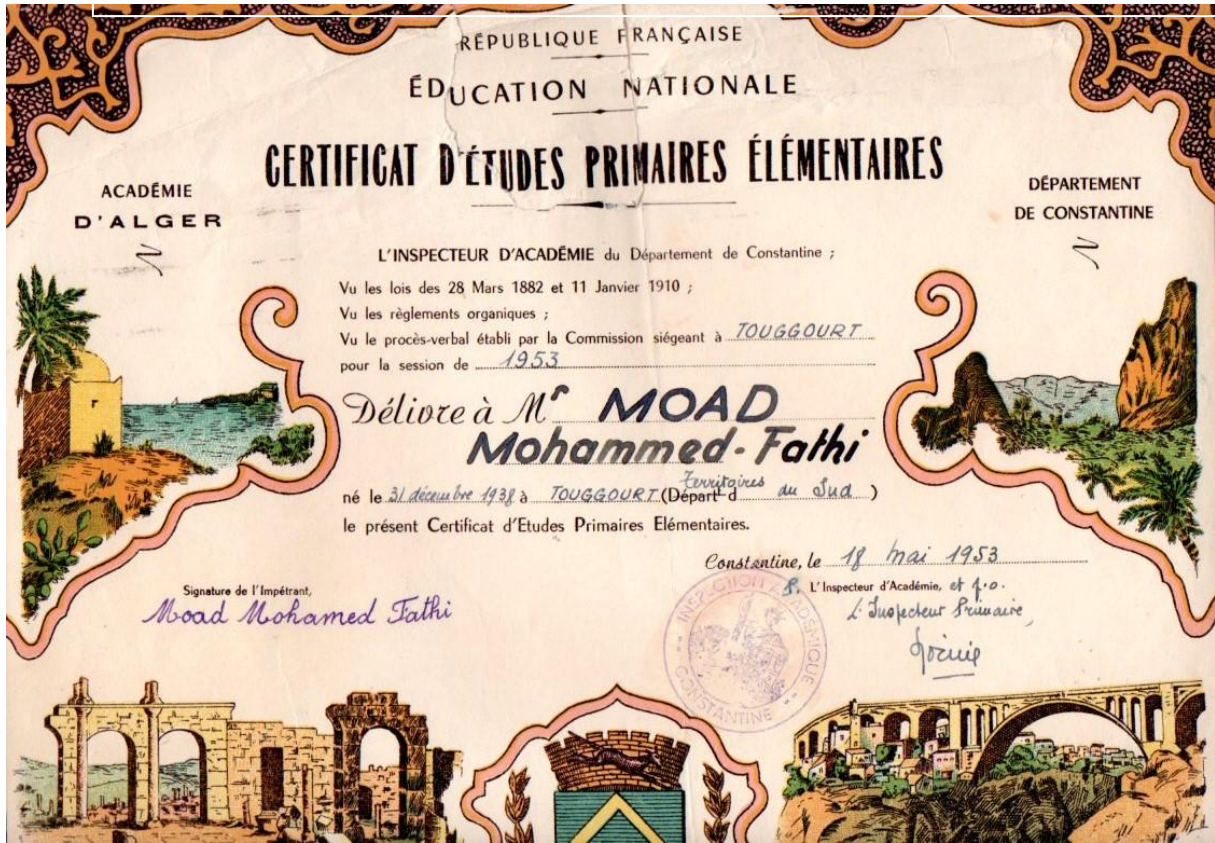 RÉPUBLIQUE FRANÇAISE
ÉDUCATION NATIONALE
CERTIFICAT D'ÉTUDES PRIMAIRES ÉLÉMENTAIRES
ACADÉMIE
D'ALGER
DÉPARTEMENT
DE CONSTANTINE
L'INSPECTEUR D'ACADÉMIE du Département de Constantine ;
Vu les lois des 28 Mars 1882 et 11 Janvier 1910 ;
Vu les règlements organiques ;
Vu le procès-verbal établi par la Commission siégeant à TOUGGOURT
pour la session de 1953
Délivre à Mr MOAD
Mohammed-Fathi
né le 31 décembre 1938 à TOUGGOURT (Départt d Territoires du Sud )
le présent Certificat d'Etudes Primaires Elémentaires.
Constantine, le 18 mai 1953
Signature de l'Impétrant,
Moad Mohamed Fathi
P. L'Inspecteur d'Académie, et p.o.
L'Inspecteur Primaire,
INSPECTION ACADÉMIQUE
CONSTANTINE